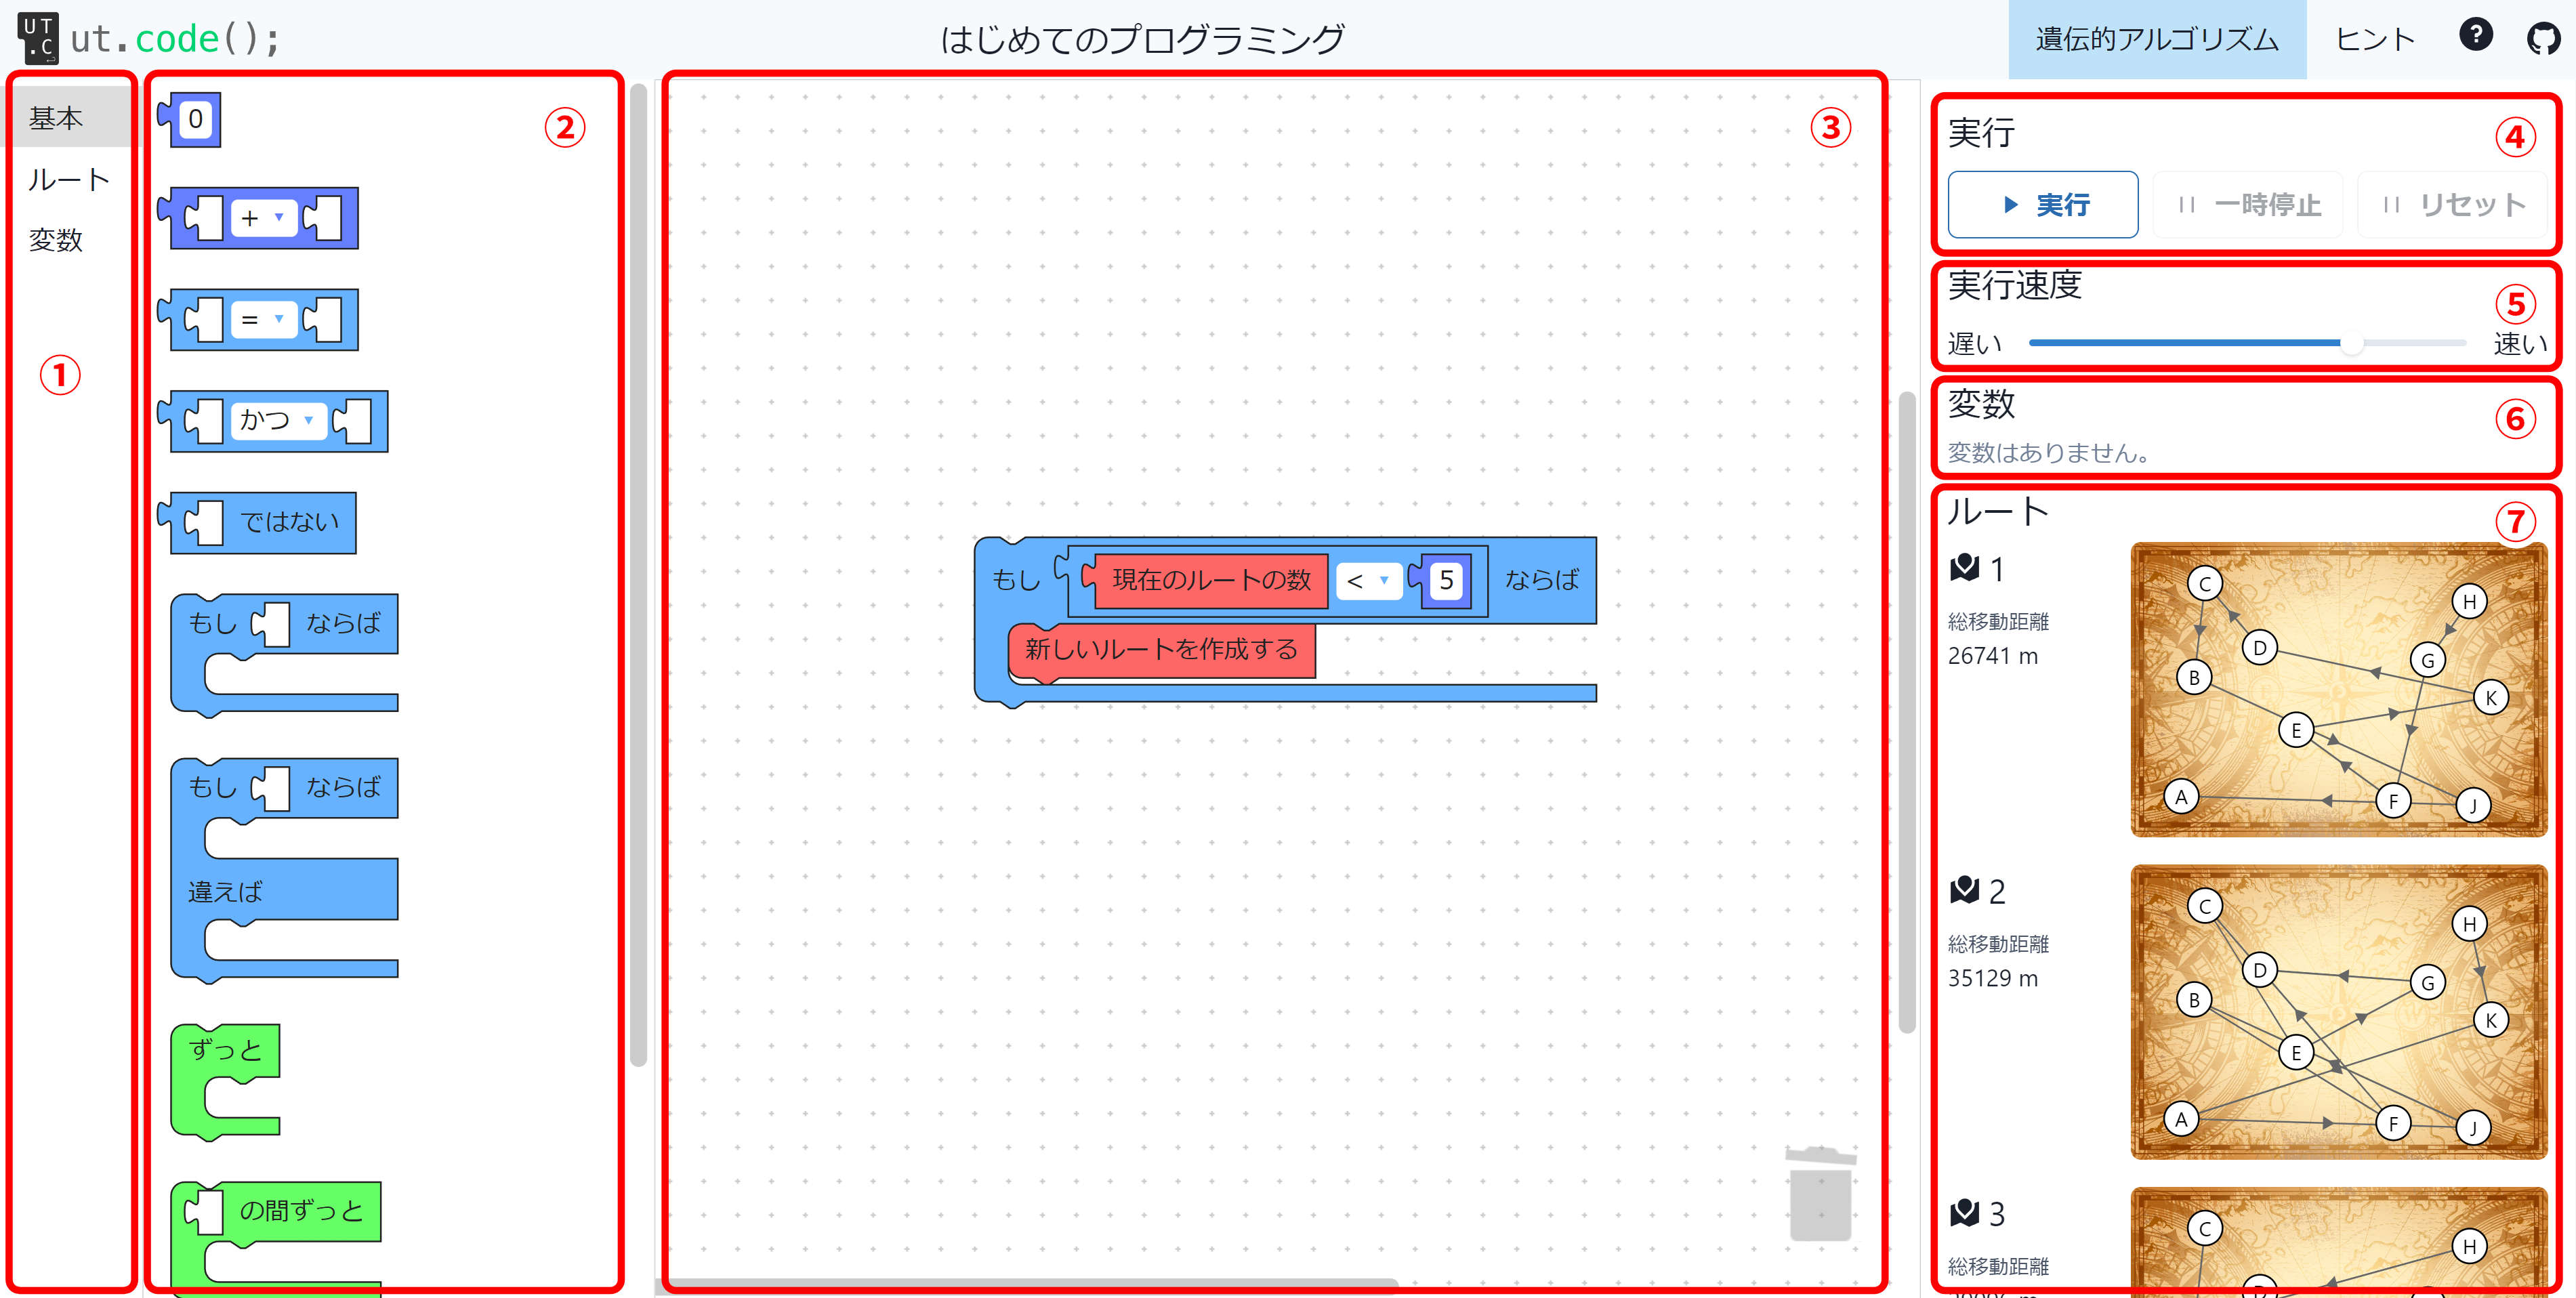 UT
.C
ut.code();
はじめてのプログラミング
遺伝的アルゴリズム
ヒント
?
基本
ルート
変数
①
②
0
+ ▼
= ▼
かつ ▼
ではない
もし ならば
もし ならば
違えば
ずっと
の間ずっと
③
もし 現在のルートの数 < ▼ 5 ならば
新しいルートを作成する
実行
④
実行
一時停止
リセット
実行速度
⑤
遅い
速い
変数
⑥
変数はありません。
ルート
⑦
1
総移動距離
26741 m
C
H
D
G
B
K
E
A
F
J
2
総移動距離
35129 m
C
H
D
G
B
K
E
A
F
J
3
総移動距離
C
H